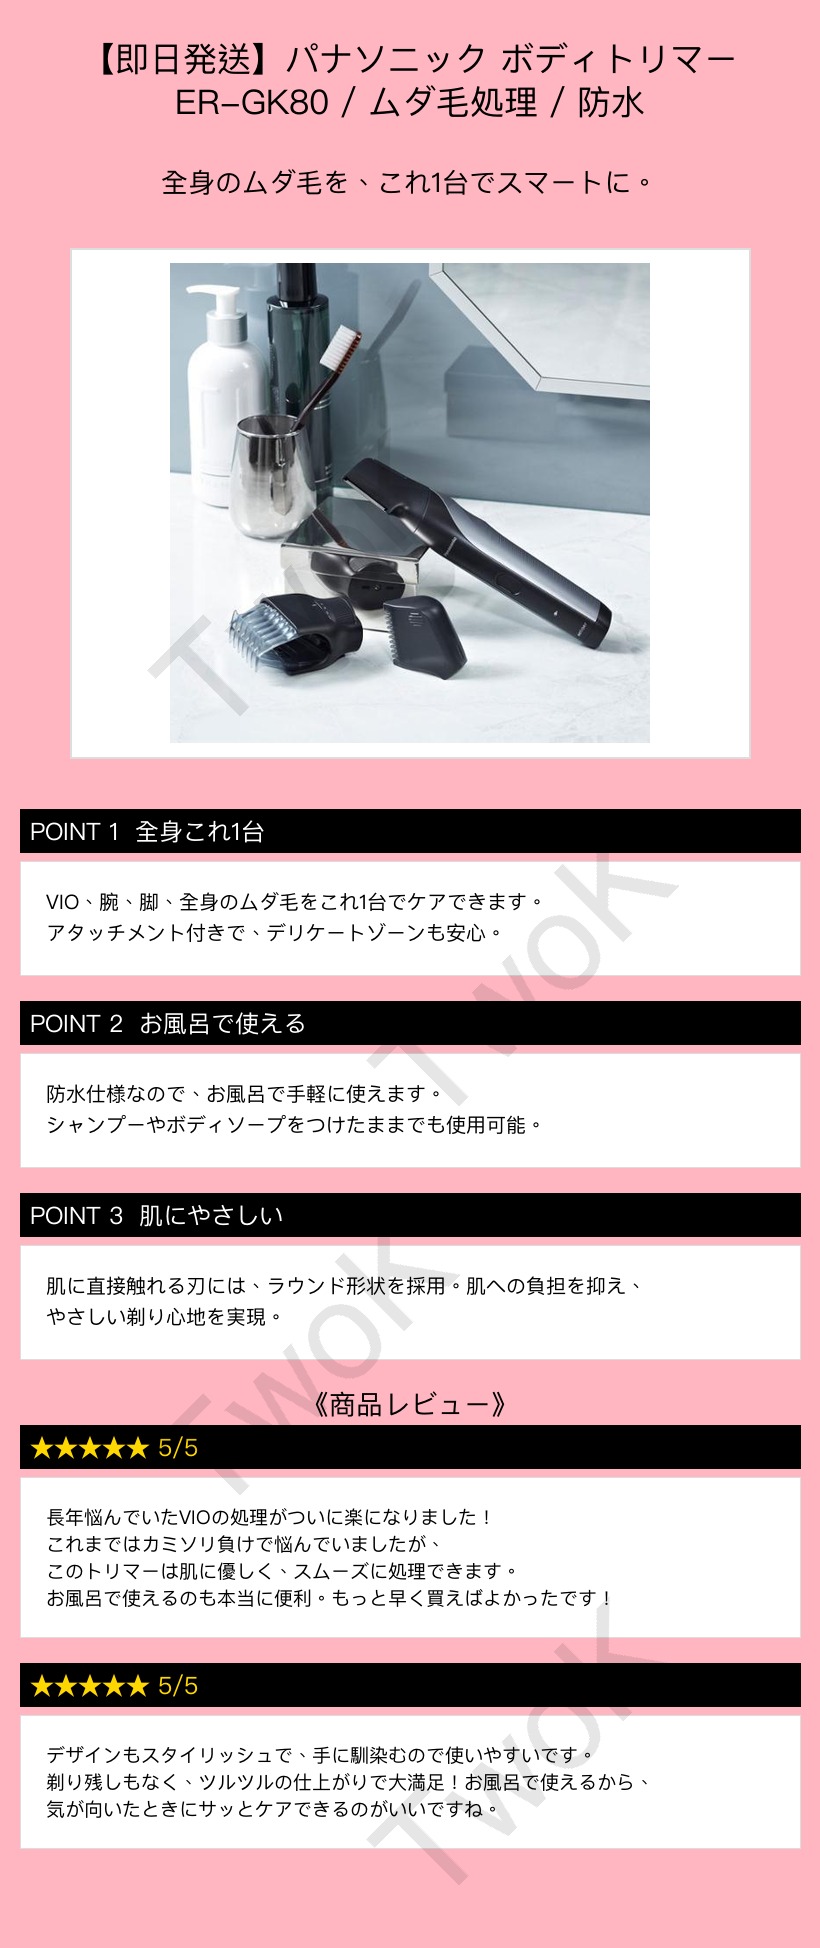 【即日発送】パナソニック ボディトリマー
ER-GK80 / ムダ毛処理 / 防水
全身のムダ毛を、これ1台でスマートに。
TwoK
POINT 1 全身これ1台
VIO、腕、脚、全身のムダ毛をこれ1台でケアできます。
アタッチメント付きで、デリケートゾーンも安心。
TwoK
POINT 2 お風呂で使える
防水仕様なので、お風呂で手軽に使えます。
シャンプーやボディソープをつけたままでも使用可能。
POINT 3 肌にやさしい
肌に直接触れる刃には、ラウンド形状を採用。肌への負担を抑え、
やさしい剃り心地を実現。
TwoK
《商品レビュー》
★★★★★ 5/5
長年悩んでいたVIOの処理がついに楽になりました！
これまではカミソリ負けで悩んでいましたが、
このトリマーは肌に優しく、スムーズに処理できます。
お風呂で使えるのも本当に便利。もっと早く買えばよかったです！
★★★★★ 5/5
デザインもスタイリッシュで、手に馴染むので使いやすいです。
剃り残しもなく、ツルツルの仕上がりで大満足！お風呂で使えるから、
気が向いたときにサッとケアできるのがいいですね。
TwoK